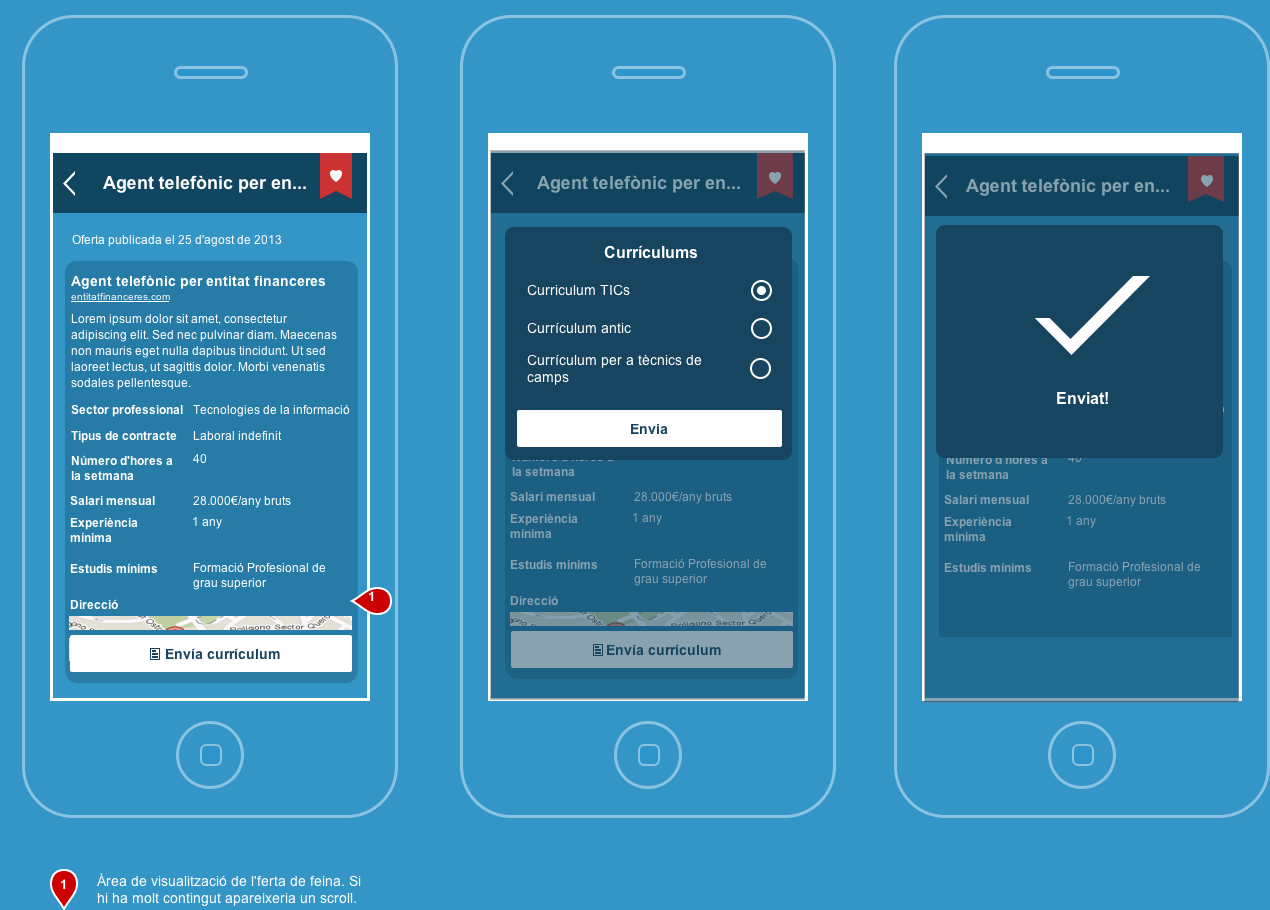 Agent telefònic per en...
Oferta publicada el 25 d'agost de 2013
Agent telefònic per entitat financeres
entitatfinanceres.com
Lorem ipsum dolor sit amet, consectetur
adipiscing elit. Sed nec pulvinar diam. Maecenas
non mauris eget nulla dapibus tincidunt. Ut sed
laoreet lectus, ut sagittis dolor. Morbi venenatis
sodales pellentesque.
Sector professional Tecnologies de la informació
Tipus de contracte Laboral indefinit
Número d'hores a 40
la setmana
Salari mensual 28.000€/any bruts
Experiència 1 any
mínima
Estudis mínims Formació Profesional de
grau superior
Direcció
1
Polígono Sector
Envía currículum
Agent telefònic per en...
Currículums
Curriculum TICs
Currículum antic
Currículum per a tècnics de
camps
Envia
Número d'hores a
la setmana
Salari mensual 28.000€/any bruts
Experiència 1 any
mínima
Estudis mínims Formació Profesional de
grau superior
Direcció
Polígono Sector
Envía currículum
Agent telefònic per en...
Enviat!
Número d'hores a 40
la setmana
Salari mensual 28.000€/any bruts
Experiència 1 any
mínima
Estudis mínims Formació Profesional de
grau superior
1 Àrea de visualització de l'ferta de feina. Si
hi ha molt contingut apareixeria un scroll.